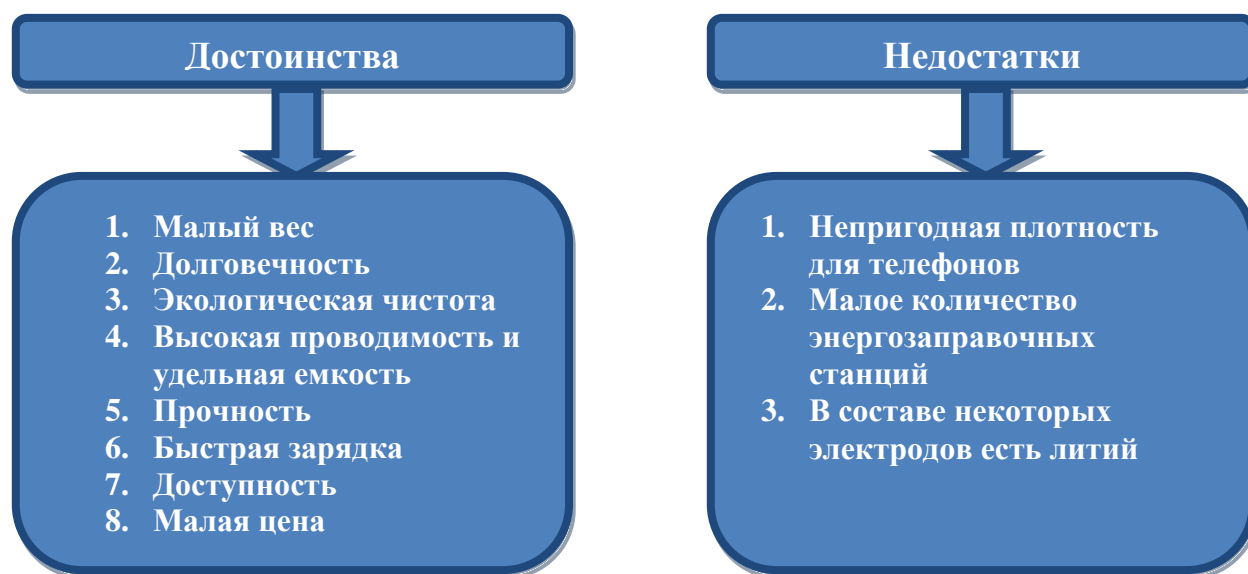 Достоинства
1. Малый вес
2. Долговечность
3. Экологическая чистота
4. Высокая проводимость и
удельная емкость
5. Прочность
6. Быстрая зарядка
7. Доступность
8. Малая цена
Недостатки
1. Непригодная плотность
для телефонов
2. Малое количество
энергозаправочных
станций
3. В составе некоторых
электродов есть литий